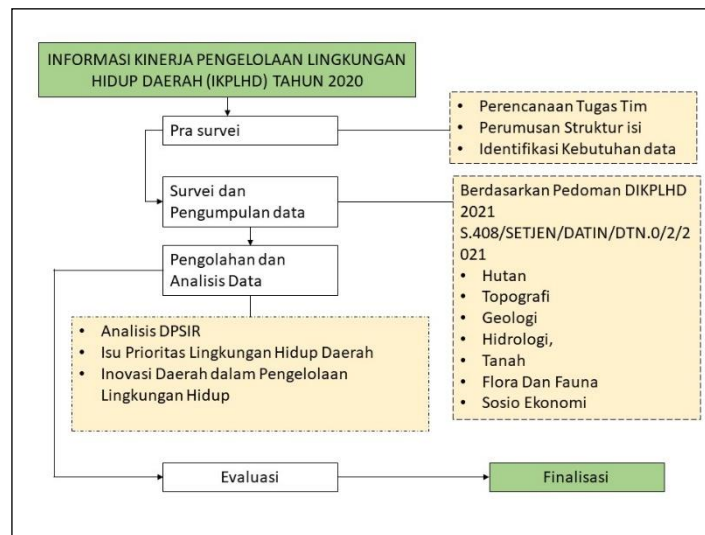 INFORMASI KINERJA PENGELOLAAN LINGKUNGAN
HIDUP DAERAH (IKPLHD) TAHUN 2020
Pra survei
• Perencanaan Tugas Tim
• Perumusan Struktur isi
• Identifikasi Kebutuhan data
Survei dan
Pengumpulan data
Berdasarkan Pedoman DIKPLHD
2021
S.408/SETJEN/DATIN/DTN.0/2/2
021
• Hutan
• Topografi
• Geologi
• Hidrologi,
• Tanah
• Flora Dan Fauna
• Sosio Ekonomi
Pengolahan dan
Analisis Data
• Analisis DPSIR
• Isu Prioritas Lingkungan Hidup Daerah
• Inovasi Daerah dalam Pengelolaan
Lingkungan Hidup
Evaluasi
Finalisasi